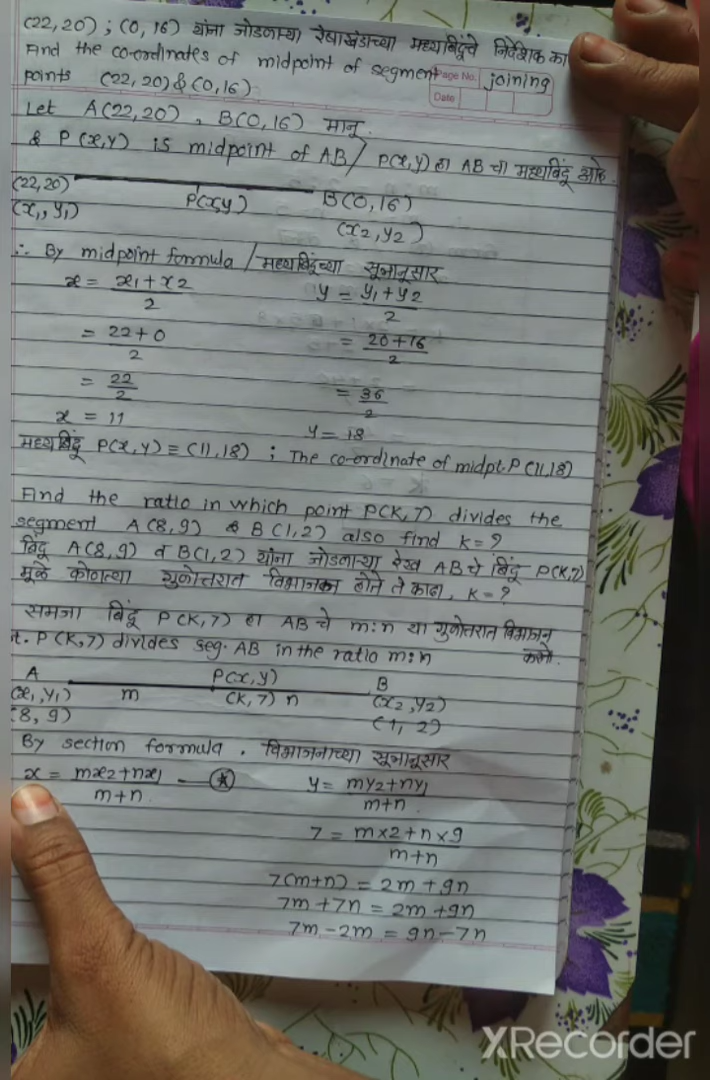 (22,20) ; (0, 16) यांना जोडणाऱ्या रेषाखंडाच्या मध्यबिंदूचे निर्देशांक का
Find the co-ordinates of midpoint of segment joining
Page No.
Date
points (22,20) & (0,16)
Let A(22,20) , B(0,16) मानू.
& P(x,y) is midpoint of AB / P(x,y) हा AB चा मध्यबिंदू आहे.
(22,20) P(x,y) B(0,16)
(x₁, y₁) (x₂, y₂)
∴ By midpoint formula / मध्यबिंदूच्या सूत्रानुसार
x = x₁ + x₂ / 2 y = y₁ + y₂ / 2
= 22+0 / 2 = 20+16 / 2
= 22 / 2 = 36 / 2
x = 11 y = 18
मध्यबिंदू P(x,y) = (11,18) ; The co-ordinate of midpt. P (11,18)
Find the ratio in which point P(K,7) divides the
segment A(8,9) & B(1,2) also find K=?
बिंदू A(8,9) व B(1,2) यांना जोडणाऱ्या रेख AB चे बिंदू P(K,7)
मुळे कोणत्या गुणोत्तरात विभाजन होते ते काढा, K=?
समजा बिंदू P(K,7) हा AB चे m:n या गुणोत्तरात विभाजन
t. P(K,7) divides seg. AB in the ratio m:n करतो.
A P(x,y) B
(x₁,y₁) m (K,7) n (x₂,y₂)
(8,9) (1, 2)
By section formula . विभाजनाच्या सूत्रानुसार
x = mx₂+nx₁ / m+n - (*) y = my₂+ny₁ / m+n
7 = m×2+n×9 / m+n
7(m+n) = 2m + 9n
7m +7n = 2m +9n
7m -2m = 9n -7n
XRecorder